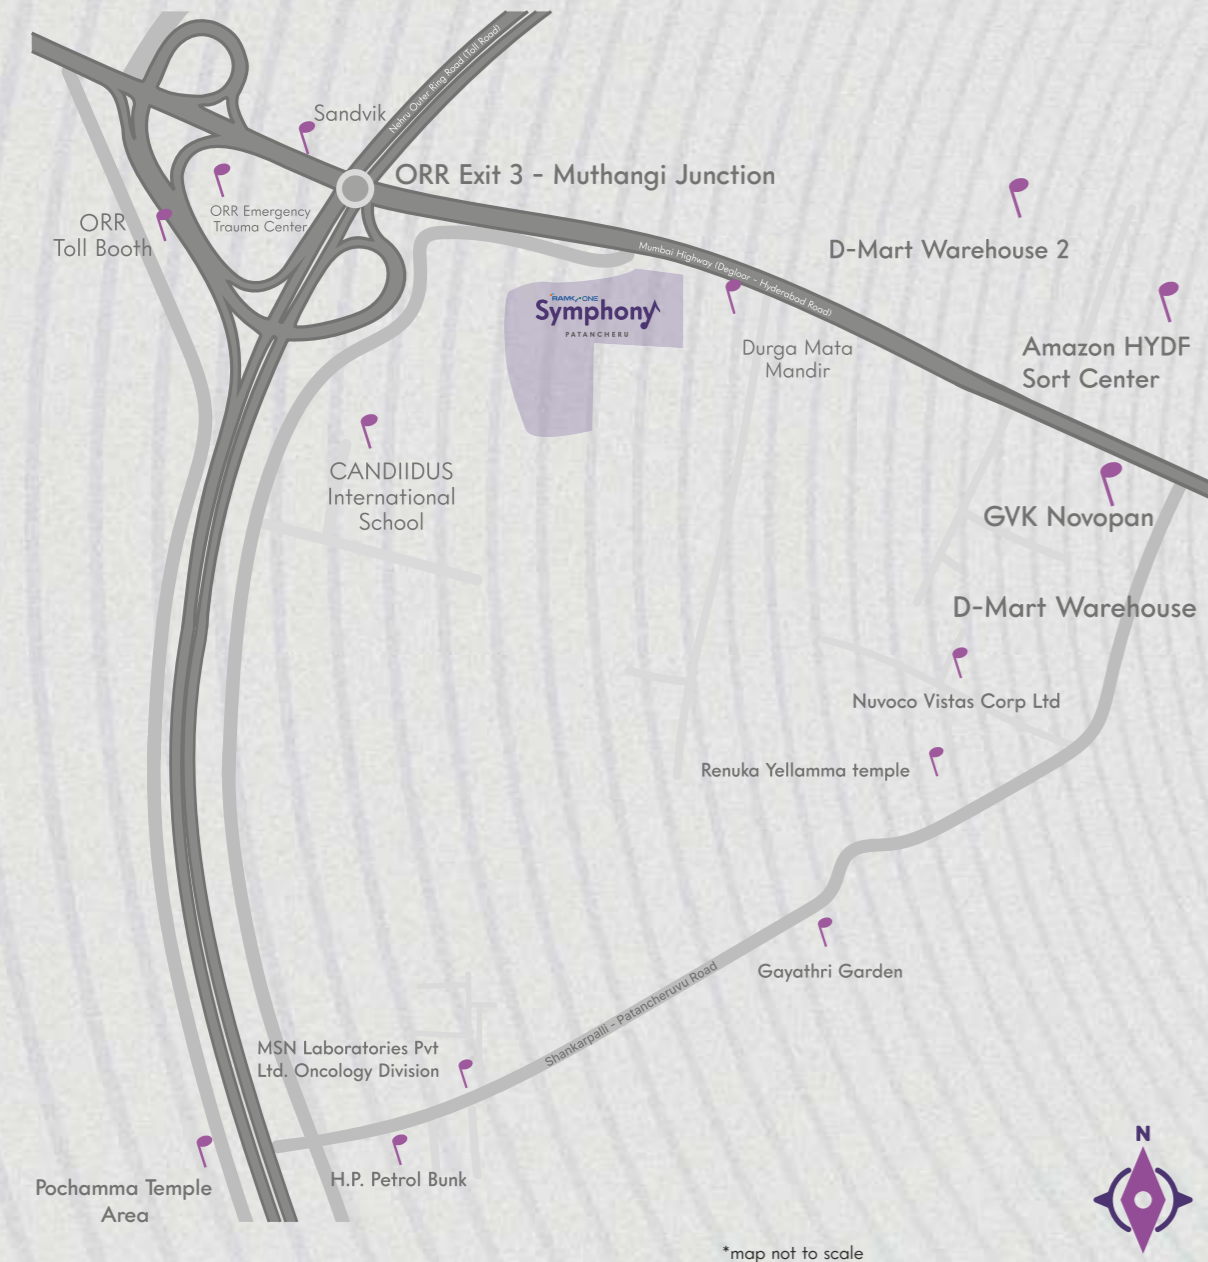 Nehru Outer Ring Road (Toll Road)
Sandvik
ORR Exit 3 - Muthangi Junction
ORR Emergency
Trauma Center
ORR
Toll Booth
D-Mart Warehouse 2
Mumbai Highway (Degloor - Hyderabad Road)
RAMKY ONE
Symphony
PATANCHERU
Durga Mata
Mandir
Amazon HYDF
Sort Center
CANDIIDUS
International
School
GVK Novopan
D-Mart Warehouse
Nuvoco Vistas Corp Ltd
Renuka Yellamma temple
Gayathri Garden
Shankarpalli - Patancheruvu Road
MSN Laboratories Pvt
Ltd. Oncology Division
H.P. Petrol Bunk
Pochamma Temple
Area
N
*map not to scale